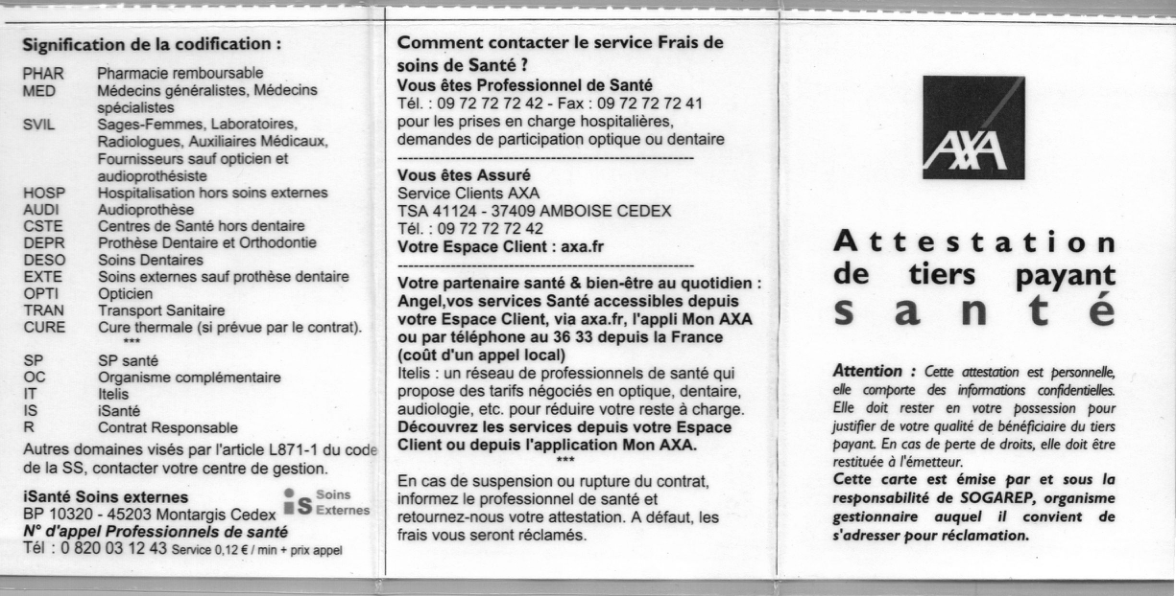 Signification de la codification :
PHAR Pharmacie remboursable
MED Médecins généralistes, Médecins
spécialistes
SVIL Sages-Femmes, Laboratoires,
Radiologues, Auxiliaires Médicaux,
Fournisseurs sauf opticien et
audioprothésiste
HOSP Hospitalisation hors soins externes
AUDI Audioprothèse
CSTE Centres de Santé hors dentaire
DEPR Prothèse Dentaire et Orthodontie
DESO Soins Dentaires
EXTE Soins externes sauf prothèse dentaire
OPTI Opticien
TRAN Transport Sanitaire
CURE Cure thermale (si prévue par le contrat).
***
SP SP santé
OC Organisme complémentaire
IT Itelis
IS iSanté
R Contrat Responsable
Autres domaines visés par l'article L871-1 du code
de la SS, contacter votre centre de gestion.
iSanté Soins externes
BP 10320 - 45203 Montargis Cedex
iS Soins
Externes
N° d'appel Professionnels de santé
Tél : 0 820 03 12 43 Service 0,12 € / min + prix appel
Comment contacter le service Frais de
soins de Santé ?
Vous êtes Professionnel de Santé
Tél. : 09 72 72 72 42 - Fax : 09 72 72 72 41
pour les prises en charge hospitalières,
demandes de participation optique ou dentaire
--------------------------------------------------------
Vous êtes Assuré
Service Clients AXA
TSA 41124 - 37409 AMBOISE CEDEX
Tél. : 09 72 72 72 42
Votre Espace Client : axa.fr
--------------------------------------------------------
Votre partenaire santé & bien-être au quotidien :
Angel,vos services Santé accessibles depuis
votre Espace Client, via axa.fr, l'appli Mon AXA
ou par téléphone au 36 33 depuis la France
(coût d'un appel local)
Itelis : un réseau de professionnels de santé qui
propose des tarifs négociés en optique, dentaire,
audiologie, etc. pour réduire votre reste à charge.
Découvrez les services depuis votre Espace
Client ou depuis l'application Mon AXA.
***
En cas de suspension ou rupture du contrat,
informez le professionnel de santé et
retournez-nous votre attestation. A défaut, les
frais vous seront réclamés.
AXA
Attestation
de tiers payant
santé
Attention : Cette attestation est personnelle,
elle comporte des informations confidentielles.
Elle doit rester en votre possession pour
justifier de votre qualité de bénéficiaire du tiers
payant. En cas de perte de droits, elle doit être
restituée à l'émetteur.
Cette carte est émise par et sous la
responsabilité de SOGAREP, organisme
gestionnaire auquel il convient de
s'adresser pour réclamation.